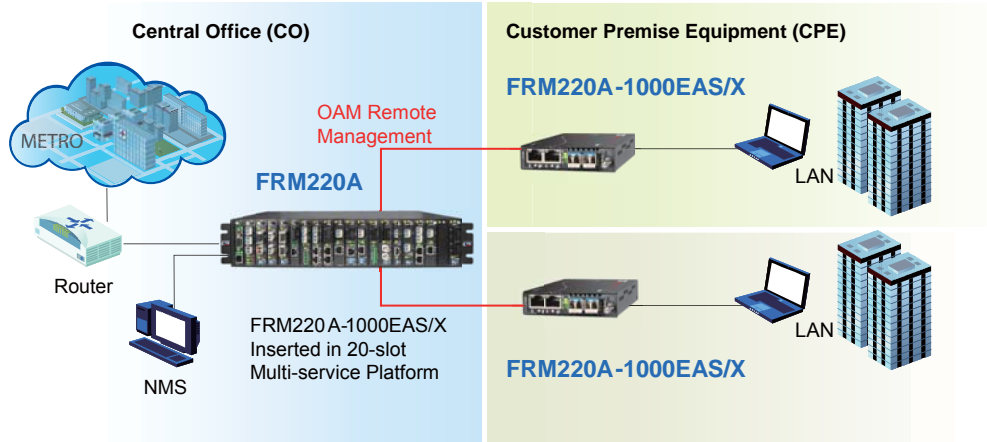 Central Office (CO)
METRO
OAM Remote
Management
FRM220A
Router
NMS
FRM220A-1000EAS/X
Inserted in 20-slot
Multi-service Platform
Customer Premise Equipment (CPE)
FRM220A-1000EAS/X
LAN
LAN
FRM220A-1000EAS/X